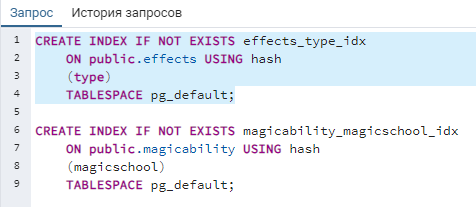 Запрос История запросов
1 CREATE INDEX IF NOT EXISTS effects_type_idx
2 ON public.effects USING hash
3 (type)
4 TABLESPACE pg_default;
5
6 CREATE INDEX IF NOT EXISTS magicability_magicschool_idx
7 ON public.magicability USING hash
8 (magicschool)
9 TABLESPACE pg_default;